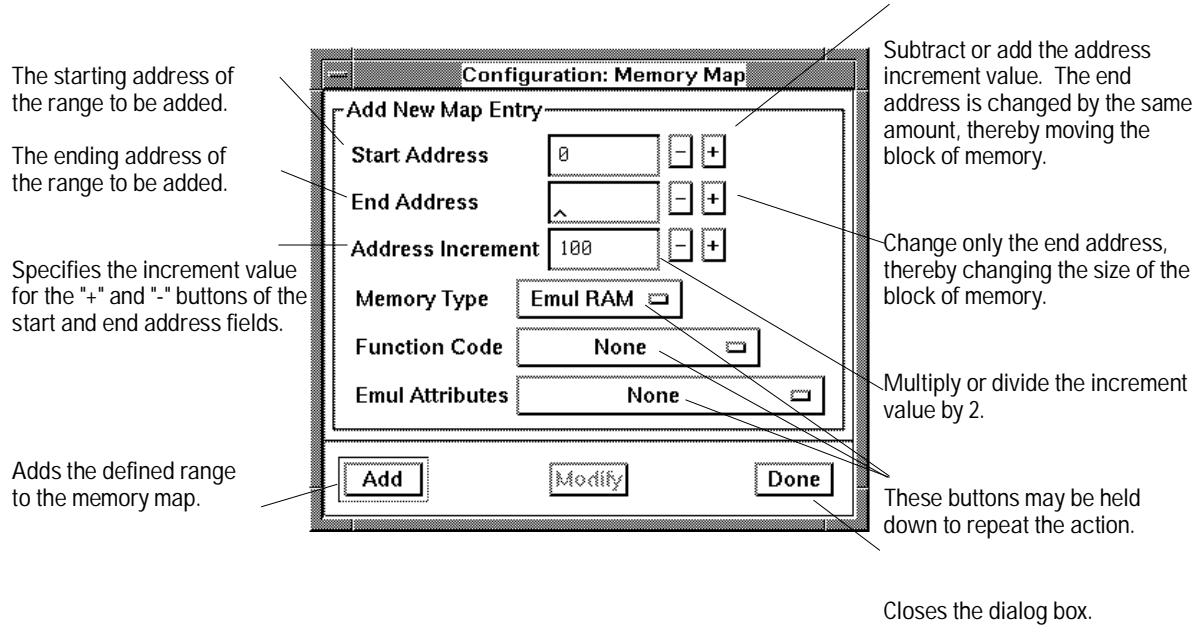 The starting address of
the range to be added.
The ending address of
the range to be added.
Specifies the increment value
for the "+" and "-" buttons of the
start and end address fields.
Adds the defined range
to the memory map.
Configuration: Memory Map
Add New Map Entry
Start Address 0 - +
End Address ^ - +
Address Increment 100 - +
Memory Type Emul RAM
Function Code None
Emul Attributes None
Add Modify Done
Subtract or add the address
increment value. The end
address is changed by the same
amount, thereby moving the
block of memory.
Change only the end address,
thereby changing the size of the
block of memory.
Multiply or divide the increment
value by 2.
These buttons may be held
down to repeat the action.
Closes the dialog box.